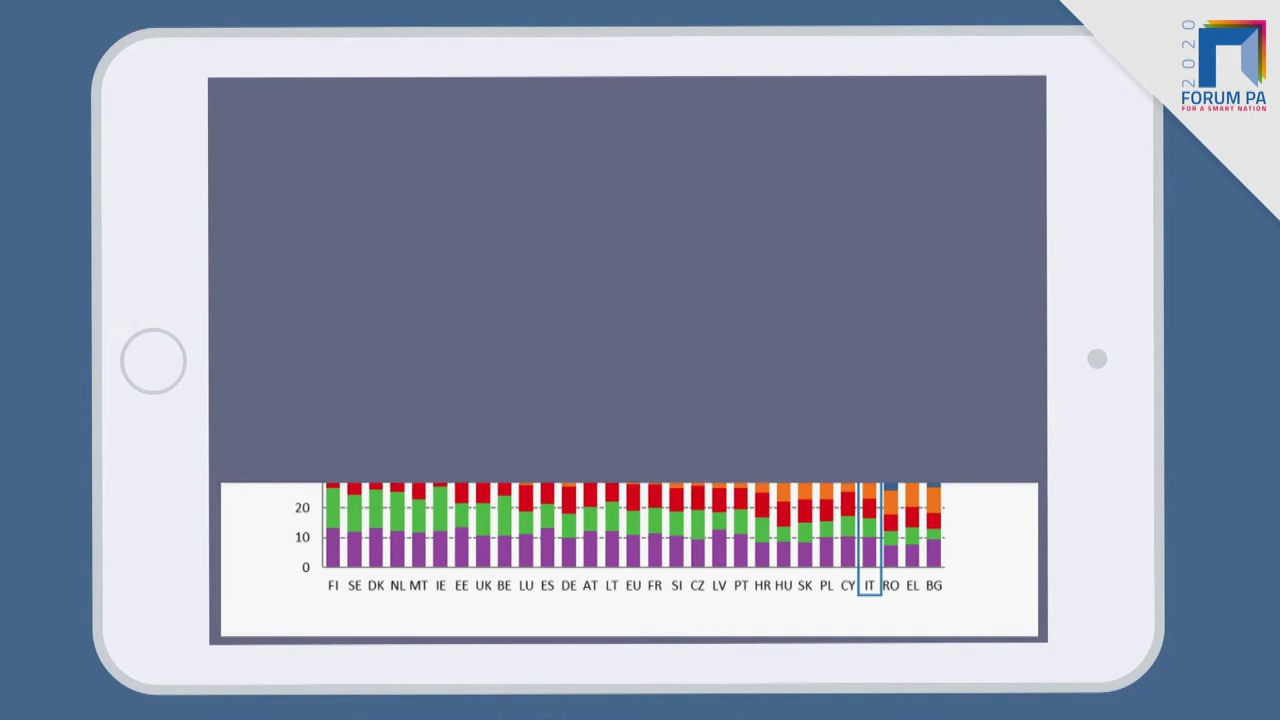 2020
FORUM PA
FOR A SMART NATION
20
10
0
FI SE DK NL MT IE EE UK BE LU ES DE AT LT EU FR SI CZ LV PT HR HU SK PL CY IT RO EL BG